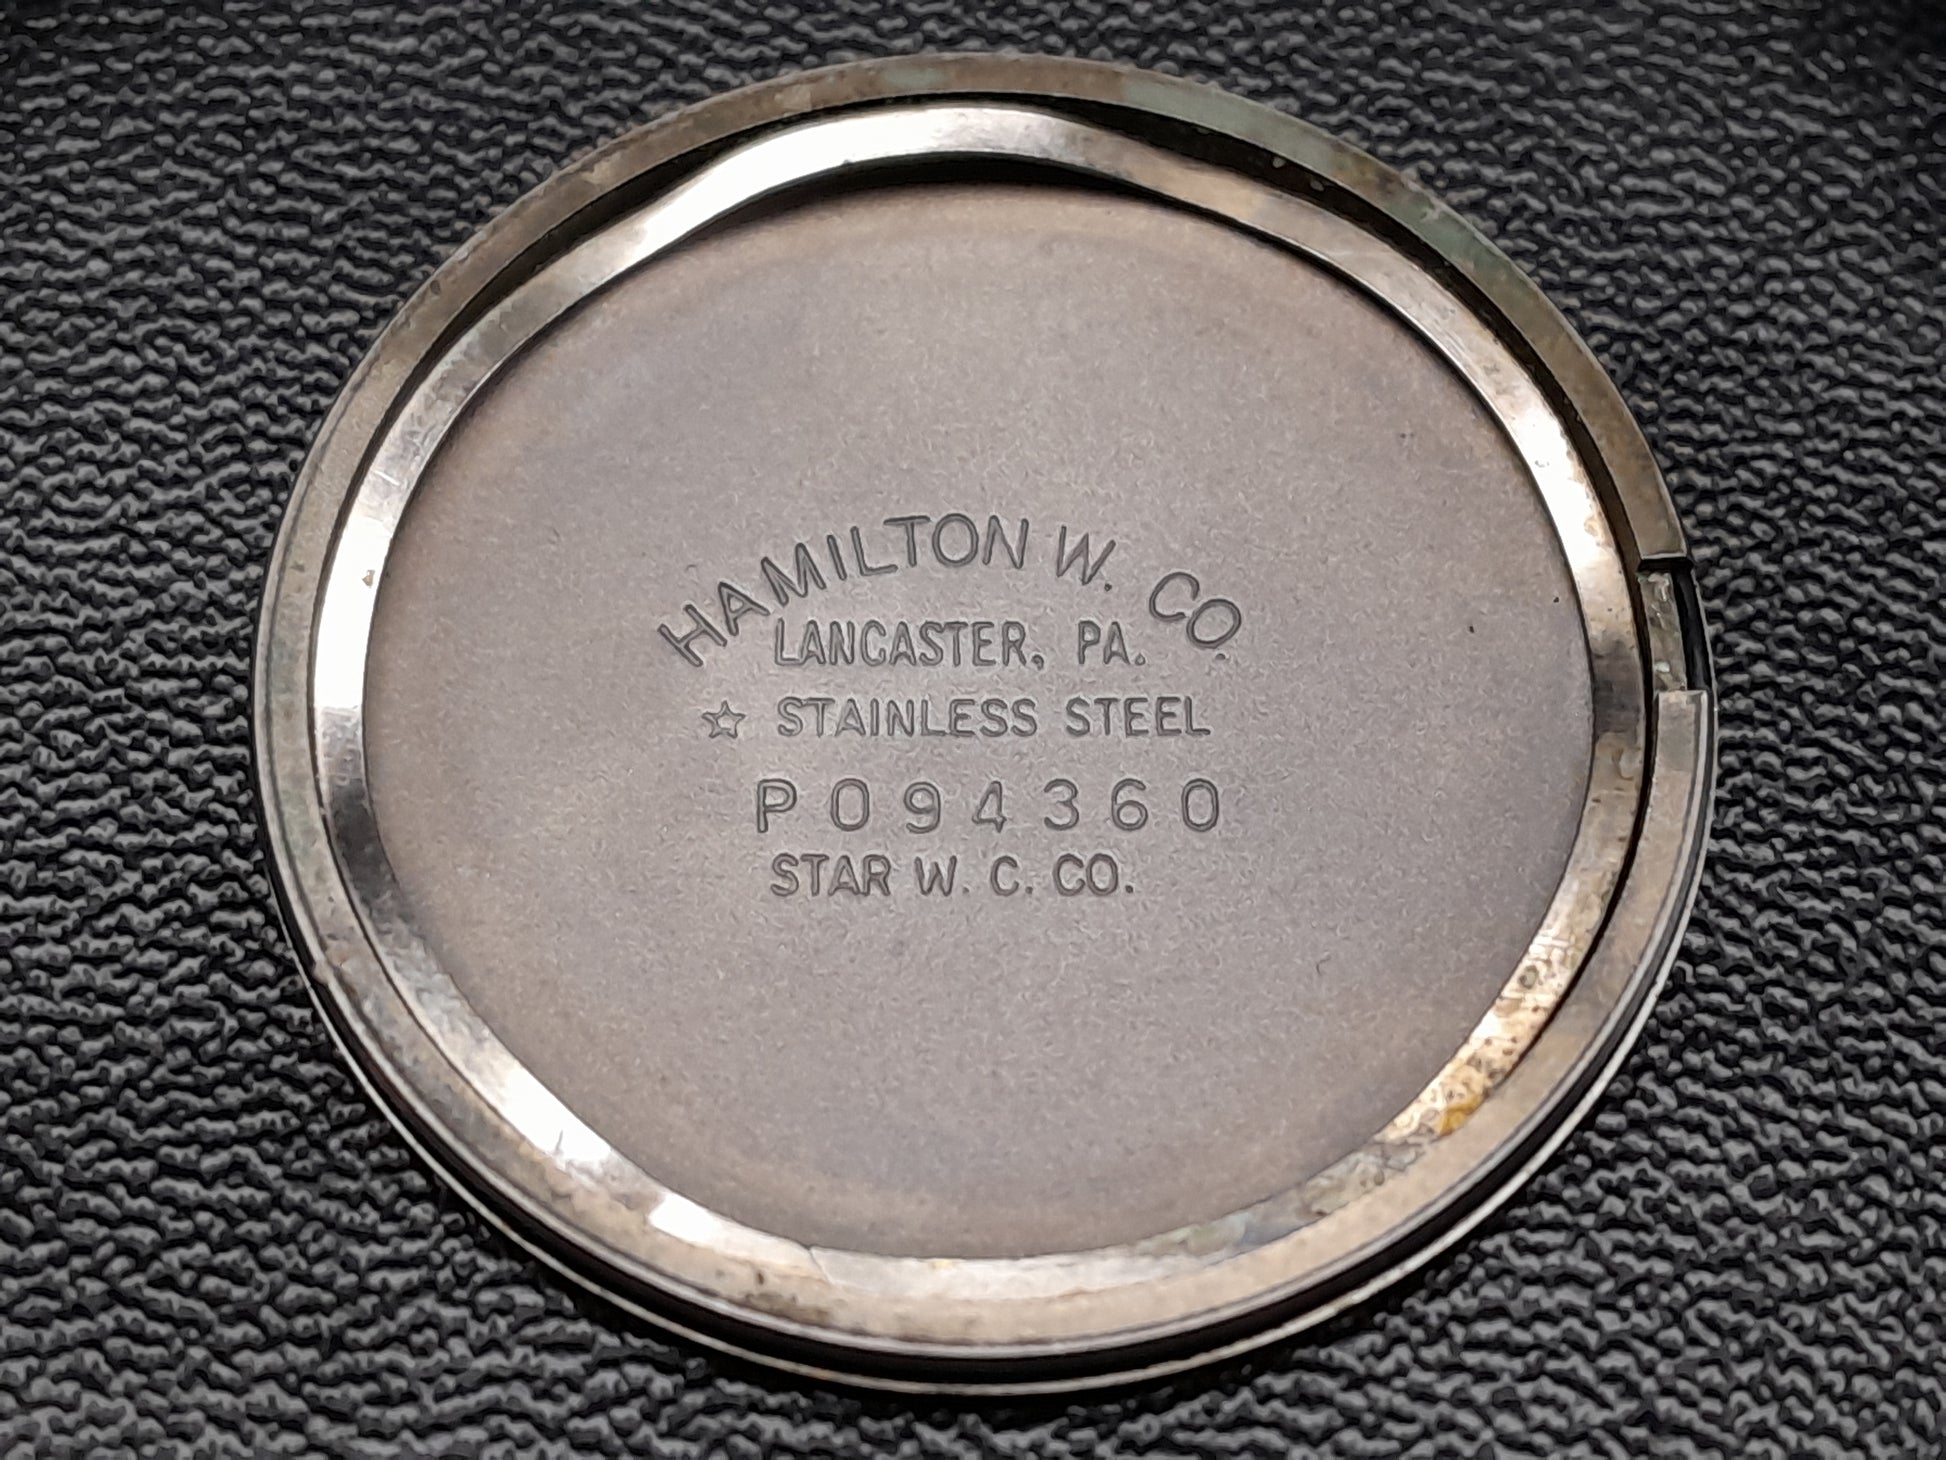 HAMILTON W. CO.
LANCASTER, PA.
☆ STAINLESS STEEL
P094360
STAR W. C. CO.